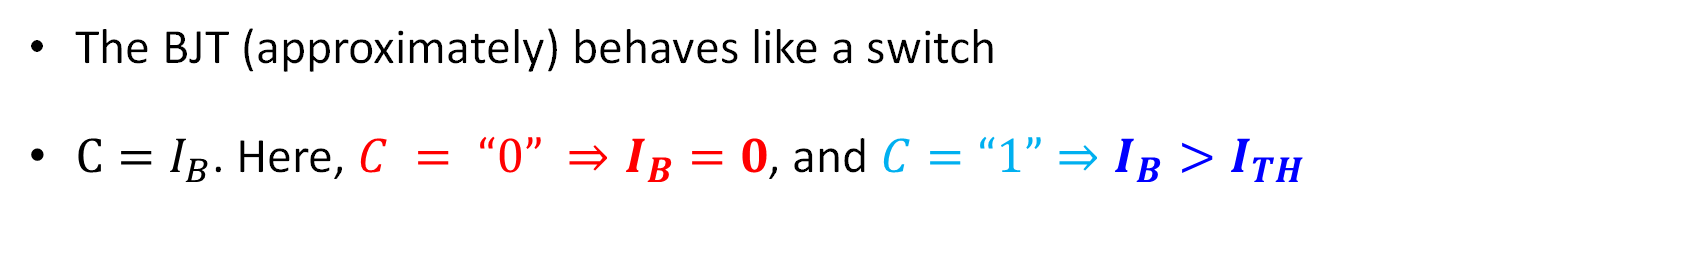 • The BJT (approximately) behaves like a switch
• C = I_B. Here, C = “0” ⇒ I_B = 0, and C = “1” ⇒ I_B > I_TH